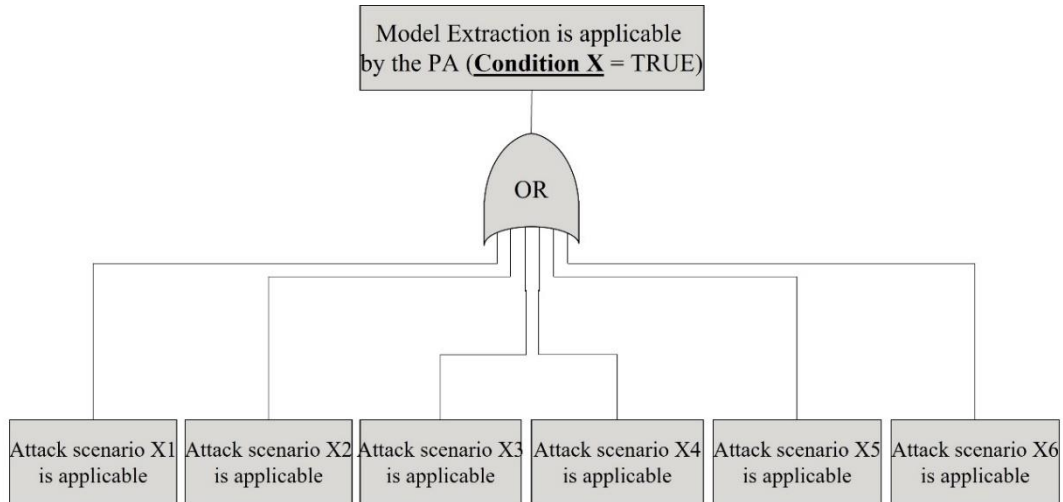 Model Extraction is applicable
by the PA (Condition X = TRUE)
OR
Attack scenario X1
is applicable
Attack scenario X2
is applicable
Attack scenario X3
is applicable
Attack scenario X4
is applicable
Attack scenario X5
is applicable
Attack scenario X6
is applicable